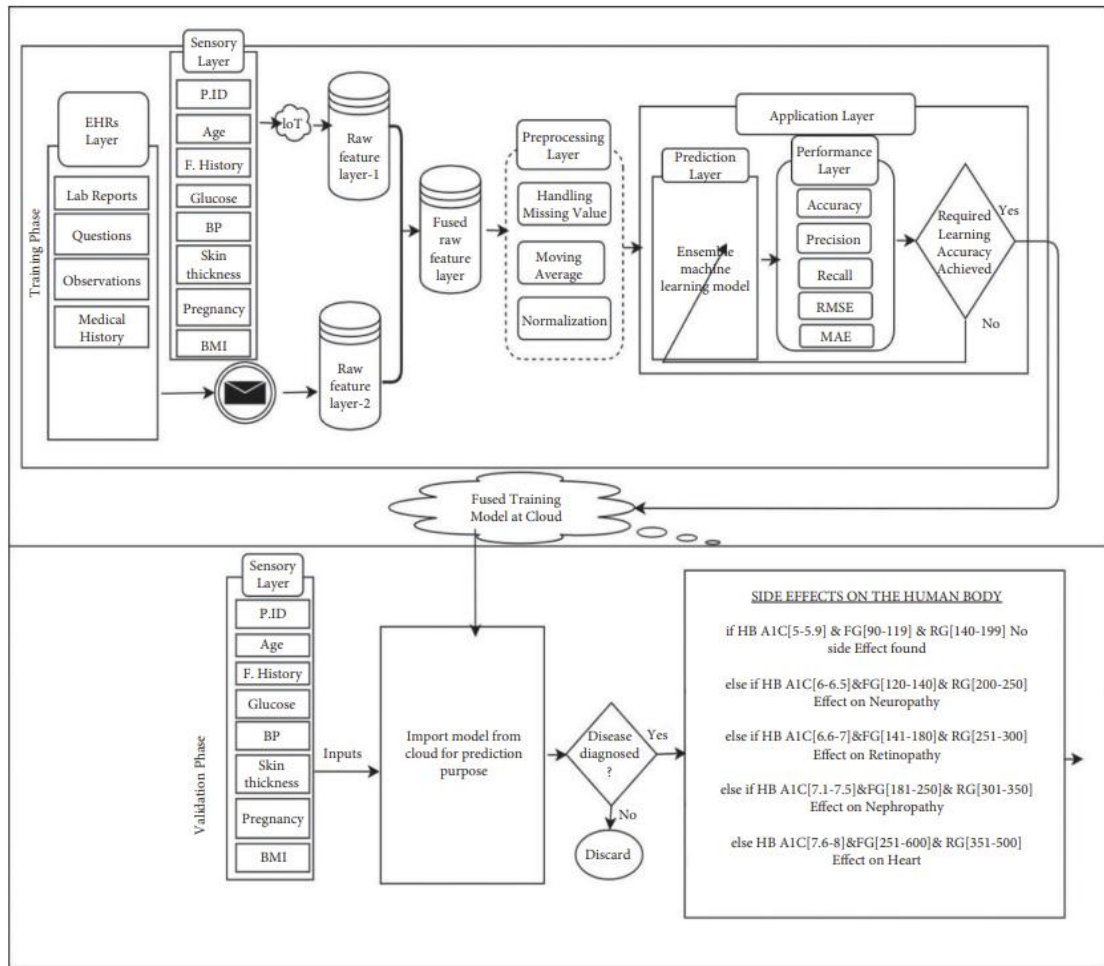 Training Phase
EHRs
Layer
Lab Reports
Questions
Observations
Medical
History
Sensory
Layer
P.ID
Age
F. History
Glucose
BP
Skin
thickness
Pregnancy
BMI
IoT
Raw
feature
layer-1
Raw
feature
layer-2
Fused
raw
feature
layer
Preprocessing
Layer
Handling
Missing Value
Moving
Average
Normalization
Application Layer
Prediction
Layer
Ensemble
machine
learning model
Performance
Layer
Accuracy
Precision
Recall
RMSE
MAE
Required
Learning
Accuracy
Achieved
Yes
No
Fused Training
Model at Cloud
Validation Phase
Sensory
Layer
P.ID
Age
F. History
Glucose
BP
Skin
thickness
Pregnancy
BMI
Inputs
Import model from
cloud for prediction
purpose
Disease
diagnosed
?
Yes
No
Discard
SIDE EFFECTS ON THE HUMAN BODY
if HB A1C[5-5.9] & FG[90-119] & RG[140-199] No
side Effect found
else if HB A1C[6-6.5]&FG[120-140]& RG[200-250]
Effect on Neuropathy
else if HB A1C[6.6-7]&FG[141-180]& RG[251-300]
Effect on Retinopathy
else if HB A1C[7.1-7.5]&FG[181-250]& RG[301-350]
Effect on Nephropathy
else HB A1C[7.6-8]&FG[251-600]& RG[351-500]
Effect on Heart